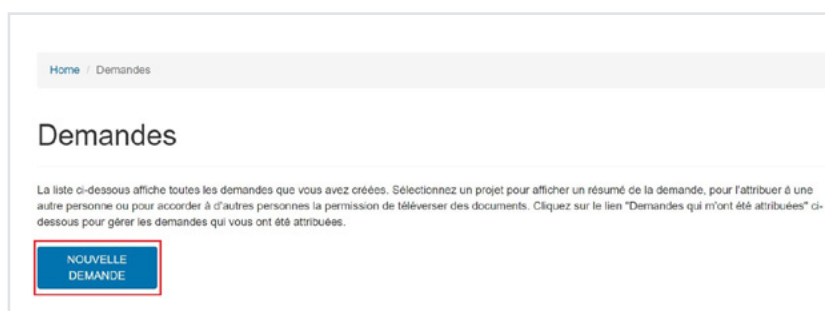 Home / Demandes
Demandes
La liste ci-dessous affiche toutes les demandes que vous avez créées. Sélectionnez un projet pour afficher un résumé de la demande, pour l'attribuer à une
autre personne ou pour accorder à d'autres personnes la permission de téléverser des documents. Cliquez sur le lien "Demandes qui m'ont été attribuées" ci-
dessous pour gérer les demandes qui vous ont été attribuées.
NOUVELLE
DEMANDE